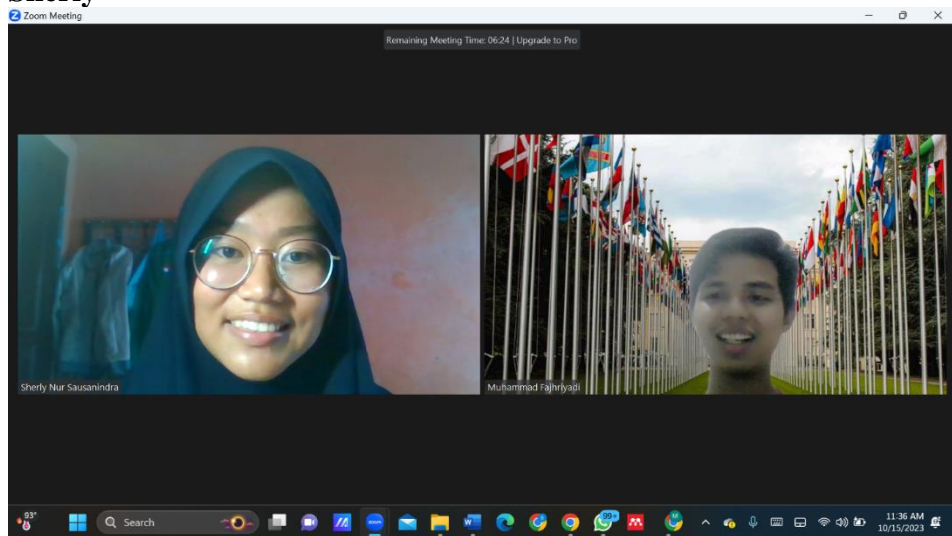 Sherly
Zoom Meeting
Remaining Meeting Time: 06:24 | Upgrade to Pro
Sherly Nur Sausanindra
Muhammad Fajhriyadi
93°
Search
99+
11:36 AM
10/15/2023